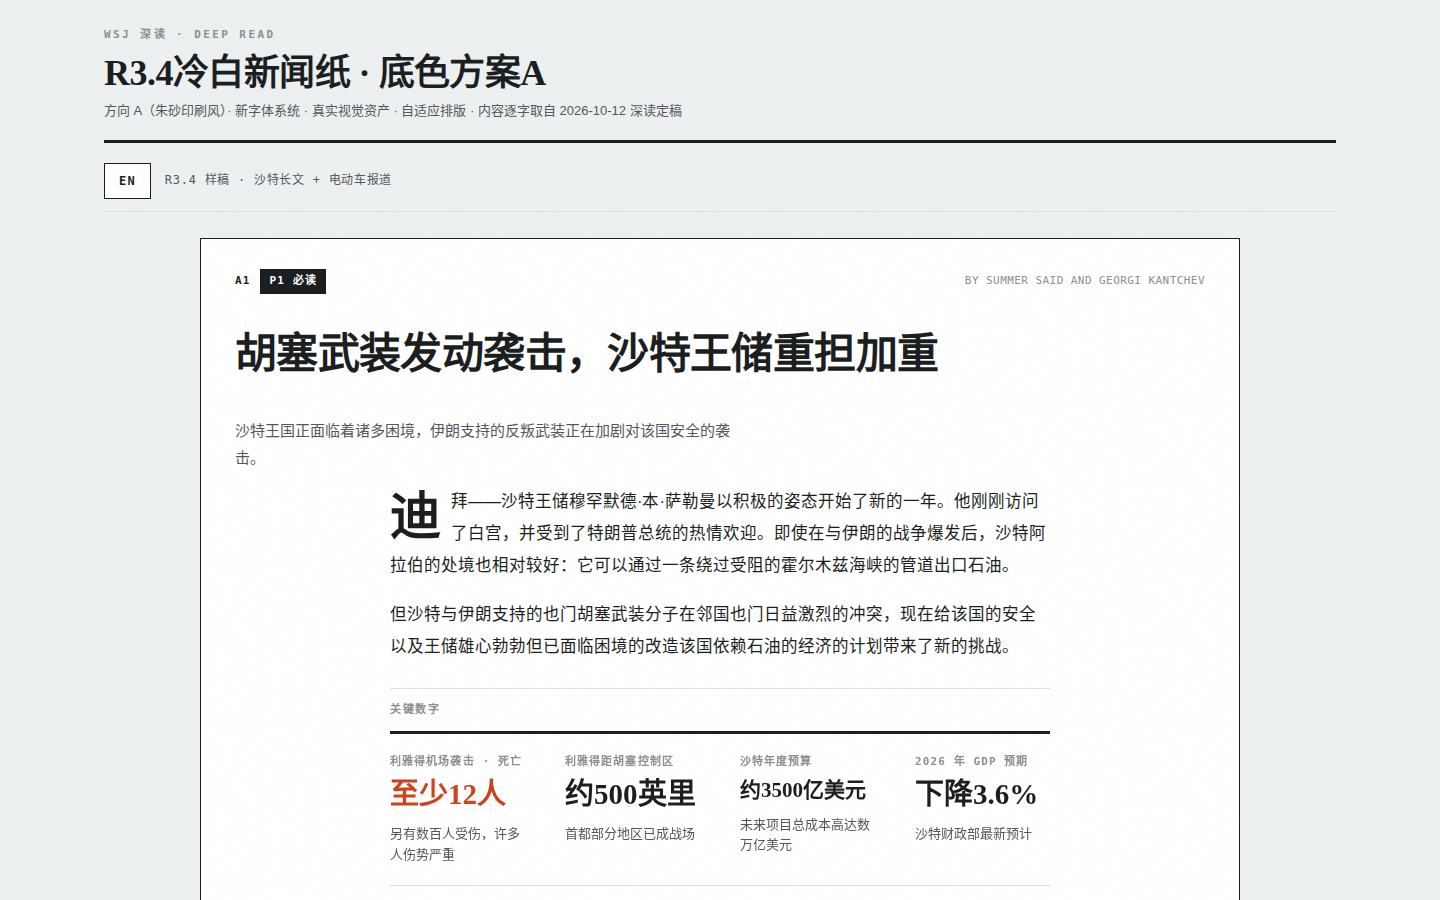 WSJ 深读 · DEEP READ
R3.4冷白新闻纸 · 底色方案A
方向 A（朱砂印刷风）· 新字体系统 · 真实视觉资产 · 自适应排版 · 内容逐字取自 2026-10-12 深读定稿
EN R3.4 样稿 · 沙特长文 + 电动车报道
A1 P1 必读 BY SUMMER SAID AND GEORGI KANTCHEV
胡塞武装发动袭击，沙特王储重担加重
沙特王国正面临着诸多困境，伊朗支持的反叛武装正在加剧对该国安全的袭
击。
迪拜——沙特王储穆罕默德·本·萨勒曼以积极的姿态开始了新的一年。他刚刚访问
了白宫，并受到了特朗普总统的热情欢迎。即使在与伊朗的战争爆发后，沙特阿
拉伯的处境也相对较好：它可以通过一条绕过受阻的霍尔木兹海峡的管道出口石油。
但沙特与伊朗支持的也门胡塞武装分子在邻国也门日益激烈的冲突，现在给该国的安全
以及王储雄心勃勃但已面临困境的改造该国依赖石油的经济的计划带来了新的挑战。
关键数字
利雅得机场袭击 · 死亡
至少12人
另有数百人受伤，许多
人伤势严重
利雅得距胡塞控制区
约500英里
首都部分地区已成战场
沙特年度预算
约3500亿美元
未来项目总成本高达数
万亿美元
2026 年 GDP 预期
下降3.6%
沙特财政部最新预计